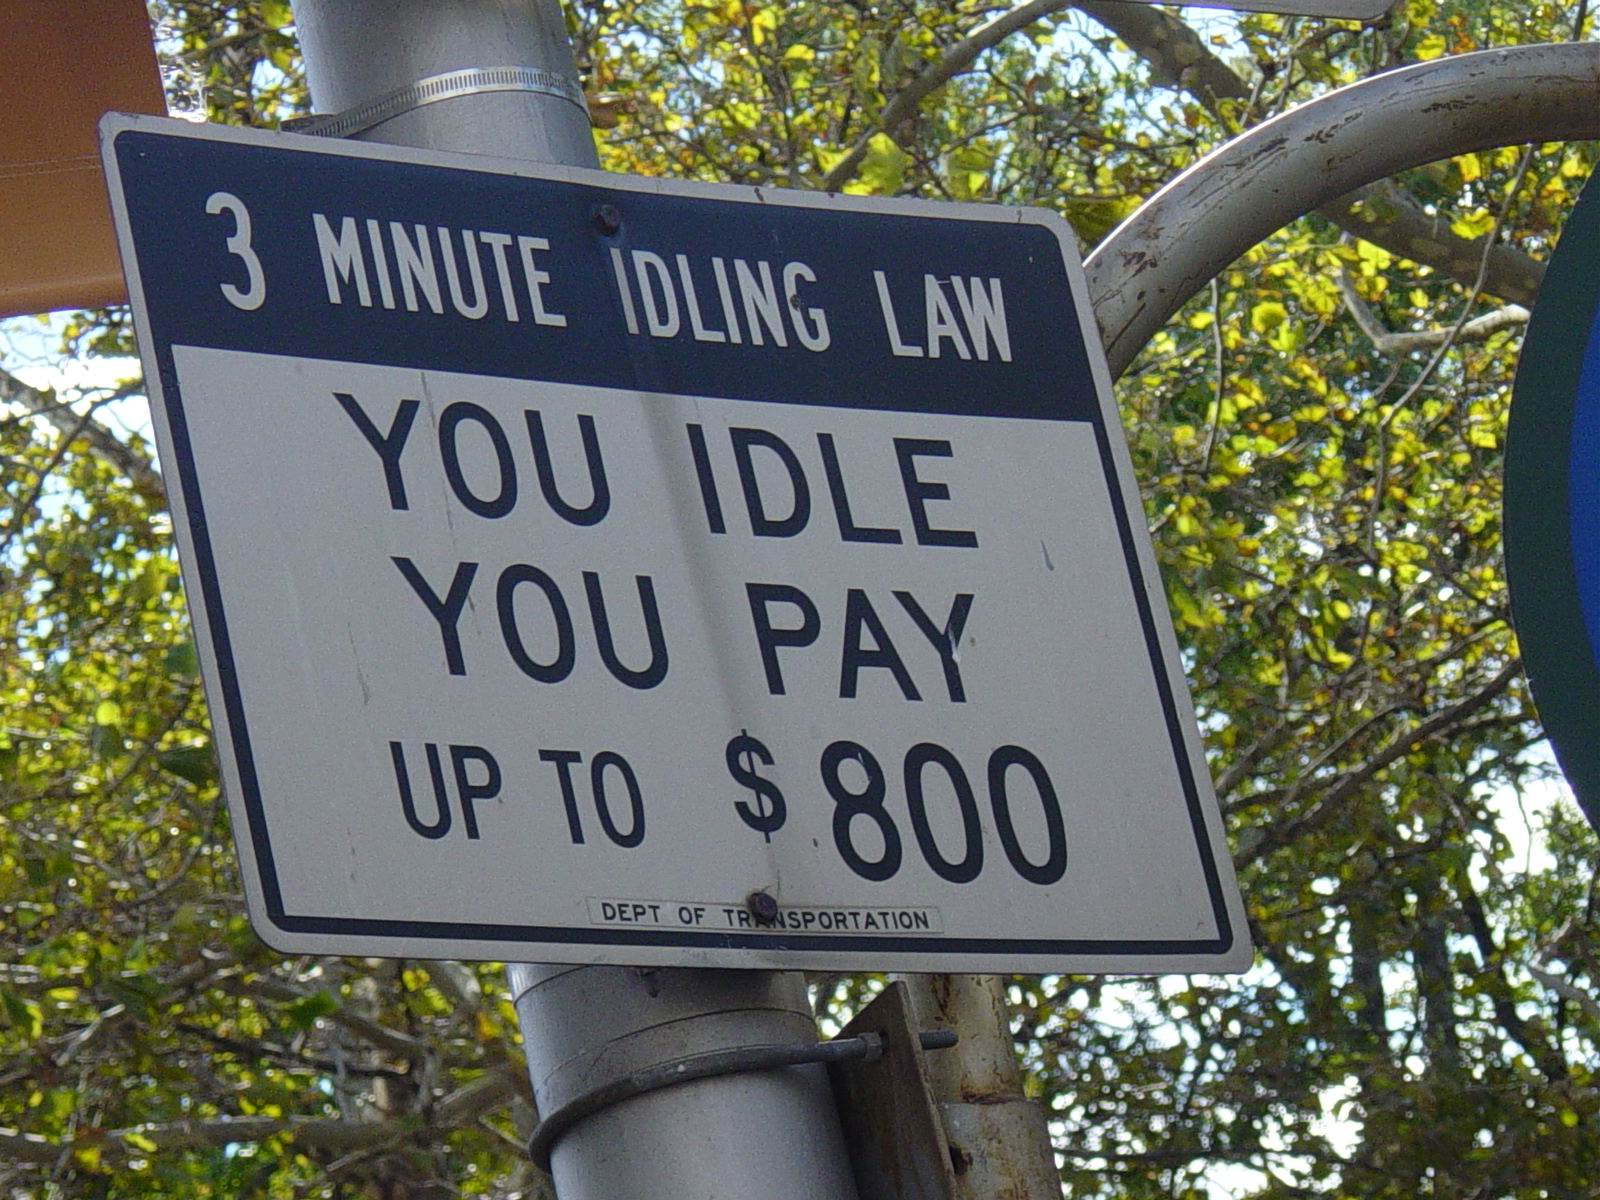 3 MINUTE IDLING LAW
YOU IDLE
YOU PAY
UP TO $800
DEPT OF TRANSPORTATION